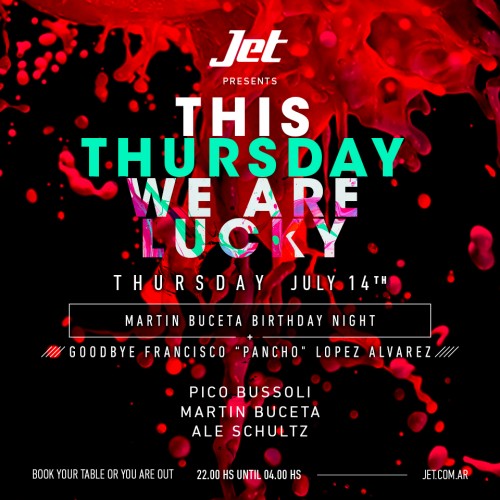 Jet
PRESENTS
THIS
THURSDAY
WE ARE
LUCKY
THURSDAY JULY 14TH
MARTIN BUCETA BIRTHDAY NIGHT
+
//// GOODBYE FRANCISCO "PANCHO" LOPEZ ALVAREZ ////
PICO BUSSOLI
MARTIN BUCETA
ALE SCHULTZ
BOOK YOUR TABLE OR YOU ARE OUT 22.00 HS UNTIL 04.00 HS JET.COM.AR